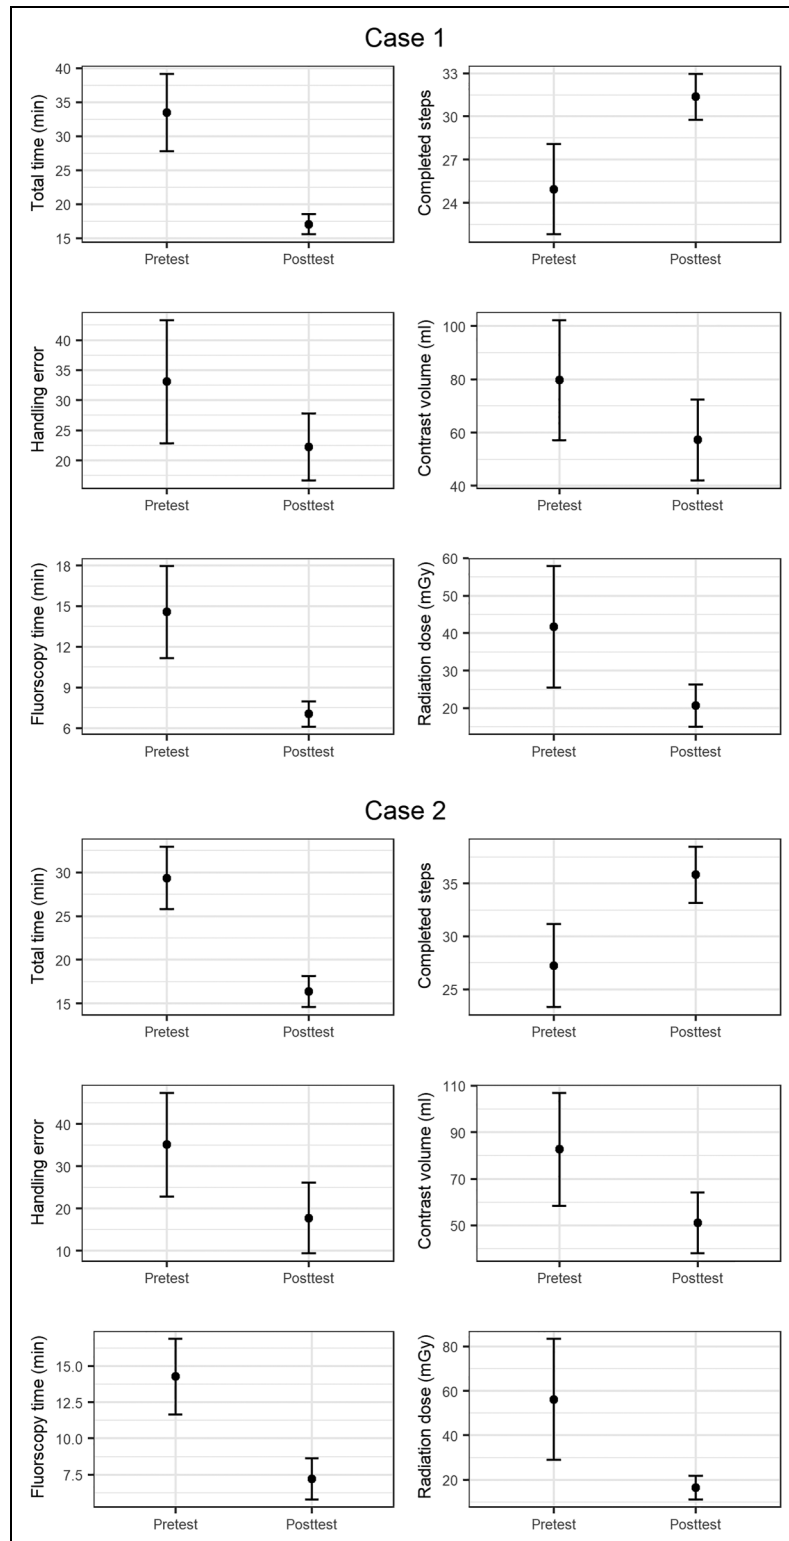 Case 1
Total time (min)
40
35
30
25
20
15
Pretest Posttest
Completed steps
33
30
27
24
Pretest Posttest
Handling error
40
35
30
25
20
Pretest Posttest
Contrast volume (ml)
100
80
60
40
Pretest Posttest
Fluorscopy time (min)
18
15
12
9
6
Pretest Posttest
Radiation dose (mGy)
60
50
40
30
20
Pretest Posttest
Case 2
Total time (min)
30
25
20
15
Pretest Posttest
Completed steps
35
30
25
Pretest Posttest
Handling error
40
30
20
10
Pretest Posttest
Contrast volume (ml)
110
90
70
50
Pretest Posttest
Fluorscopy time (min)
15.0
12.5
10.0
7.5
Pretest Posttest
Radiation dose (mGy)
80
60
40
20
Pretest Posttest